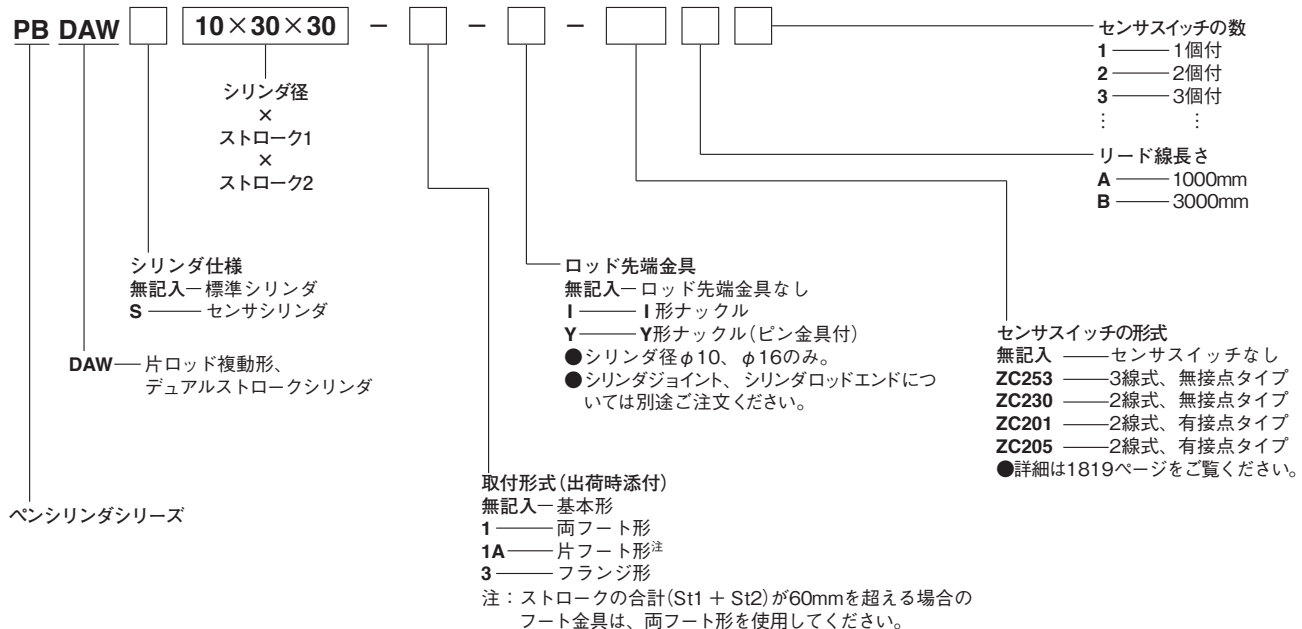 PB DAW □ 10×30×30 － □ － □ － □ □ □
センサスイッチの数
1 —— 1個付
2 —— 2個付
3 —— 3個付
⋮ ⋮
リード線長さ
A —— 1000mm
B —— 3000mm
シリンダ径
×
ストローク1
×
ストローク2
シリンダ仕様
無記入—標準シリンダ
S —— センサシリンダ
DAW—片ロッド複動形、
デュアルストロークシリンダ
ペンシリンダシリーズ
ロッド先端金具
無記入—ロッド先端金具なし
I —— I 形ナックル
Y —— Y形ナックル（ピン金具付）
●シリンダ径φ10、φ16のみ。
●シリンダジョイント、シリンダロッドエンドにつ
いては別途ご注文ください。
取付形式（出荷時添付）
無記入—基本形
1 —— 両フート形
1A —— 片フート形注
3 —— フランジ形
注：ストロークの合計（St1 ＋ St2）が60mmを超える場合の
フート金具は、両フート形を使用してください。
センサスイッチの形式
無記入 ——センサスイッチなし
ZC253 ——3線式、無接点タイプ
ZC230 ——2線式、無接点タイプ
ZC201 ——2線式、有接点タイプ
ZC205 ——2線式、有接点タイプ
●詳細は1819ページをご覧ください。